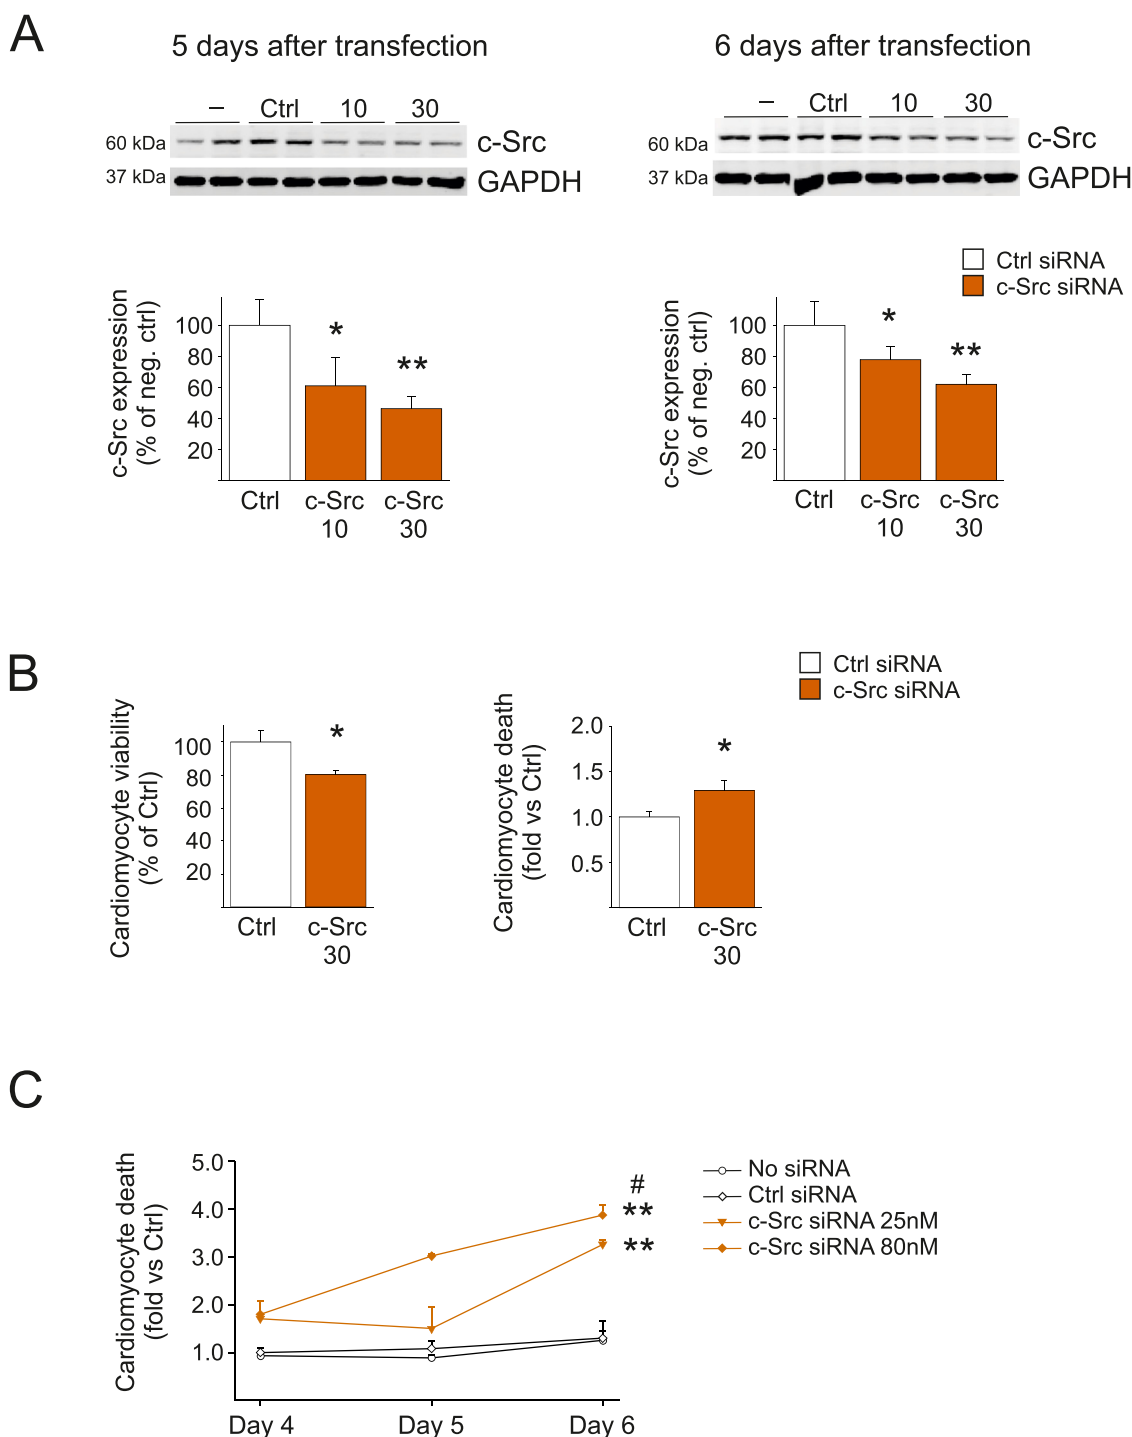 A
5 days after transfection
6 days after transfection
– Ctrl 10 30
60 kDa c-Src
37 kDa GAPDH
– Ctrl 10 30
60 kDa c-Src
37 kDa GAPDH
Ctrl siRNA
c-Src siRNA
c-Src expression
(% of neg. ctrl)
100
80
60
40
20
*
**
Ctrl c-Src c-Src
10 30
c-Src expression
(% of neg. ctrl)
100
80
60
40
20
*
**
Ctrl c-Src c-Src
10 30
B
Ctrl siRNA
c-Src siRNA
Cardiomyocyte viability
(% of Ctrl)
100
80
60
40
20
*
Ctrl c-Src
30
Cardiomyocyte death
(fold vs Ctrl)
2.0
1.5
1.0
0.5
*
Ctrl c-Src
30
C
Cardiomyocyte death
(fold vs Ctrl)
5.0
4.0
3.0
2.0
1.0
#
**
**
Day 4 Day 5 Day 6
No siRNA
Ctrl siRNA
c-Src siRNA 25nM
c-Src siRNA 80nM